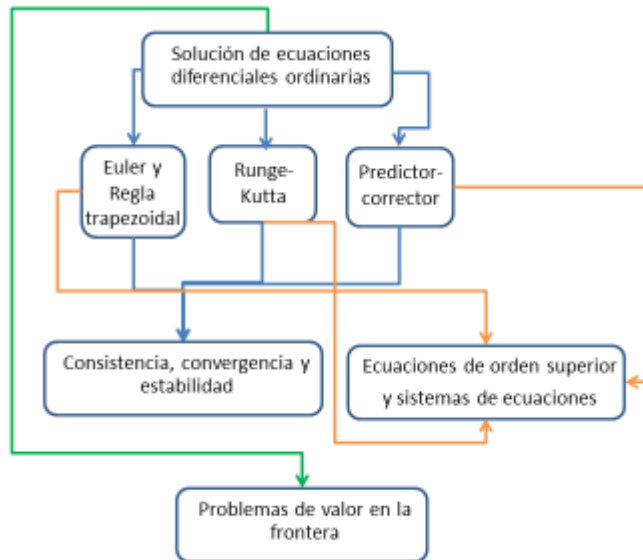 Solución de ecuaciones
diferenciales ordinarias
Euler y
Regla
trapezoidal
Runge-
Kutta
Predictor-
corrector
Consistencia, convergencia y
estabilidad
Ecuaciones de orden superior
y sistemas de ecuaciones
Problemas de valor en la
frontera